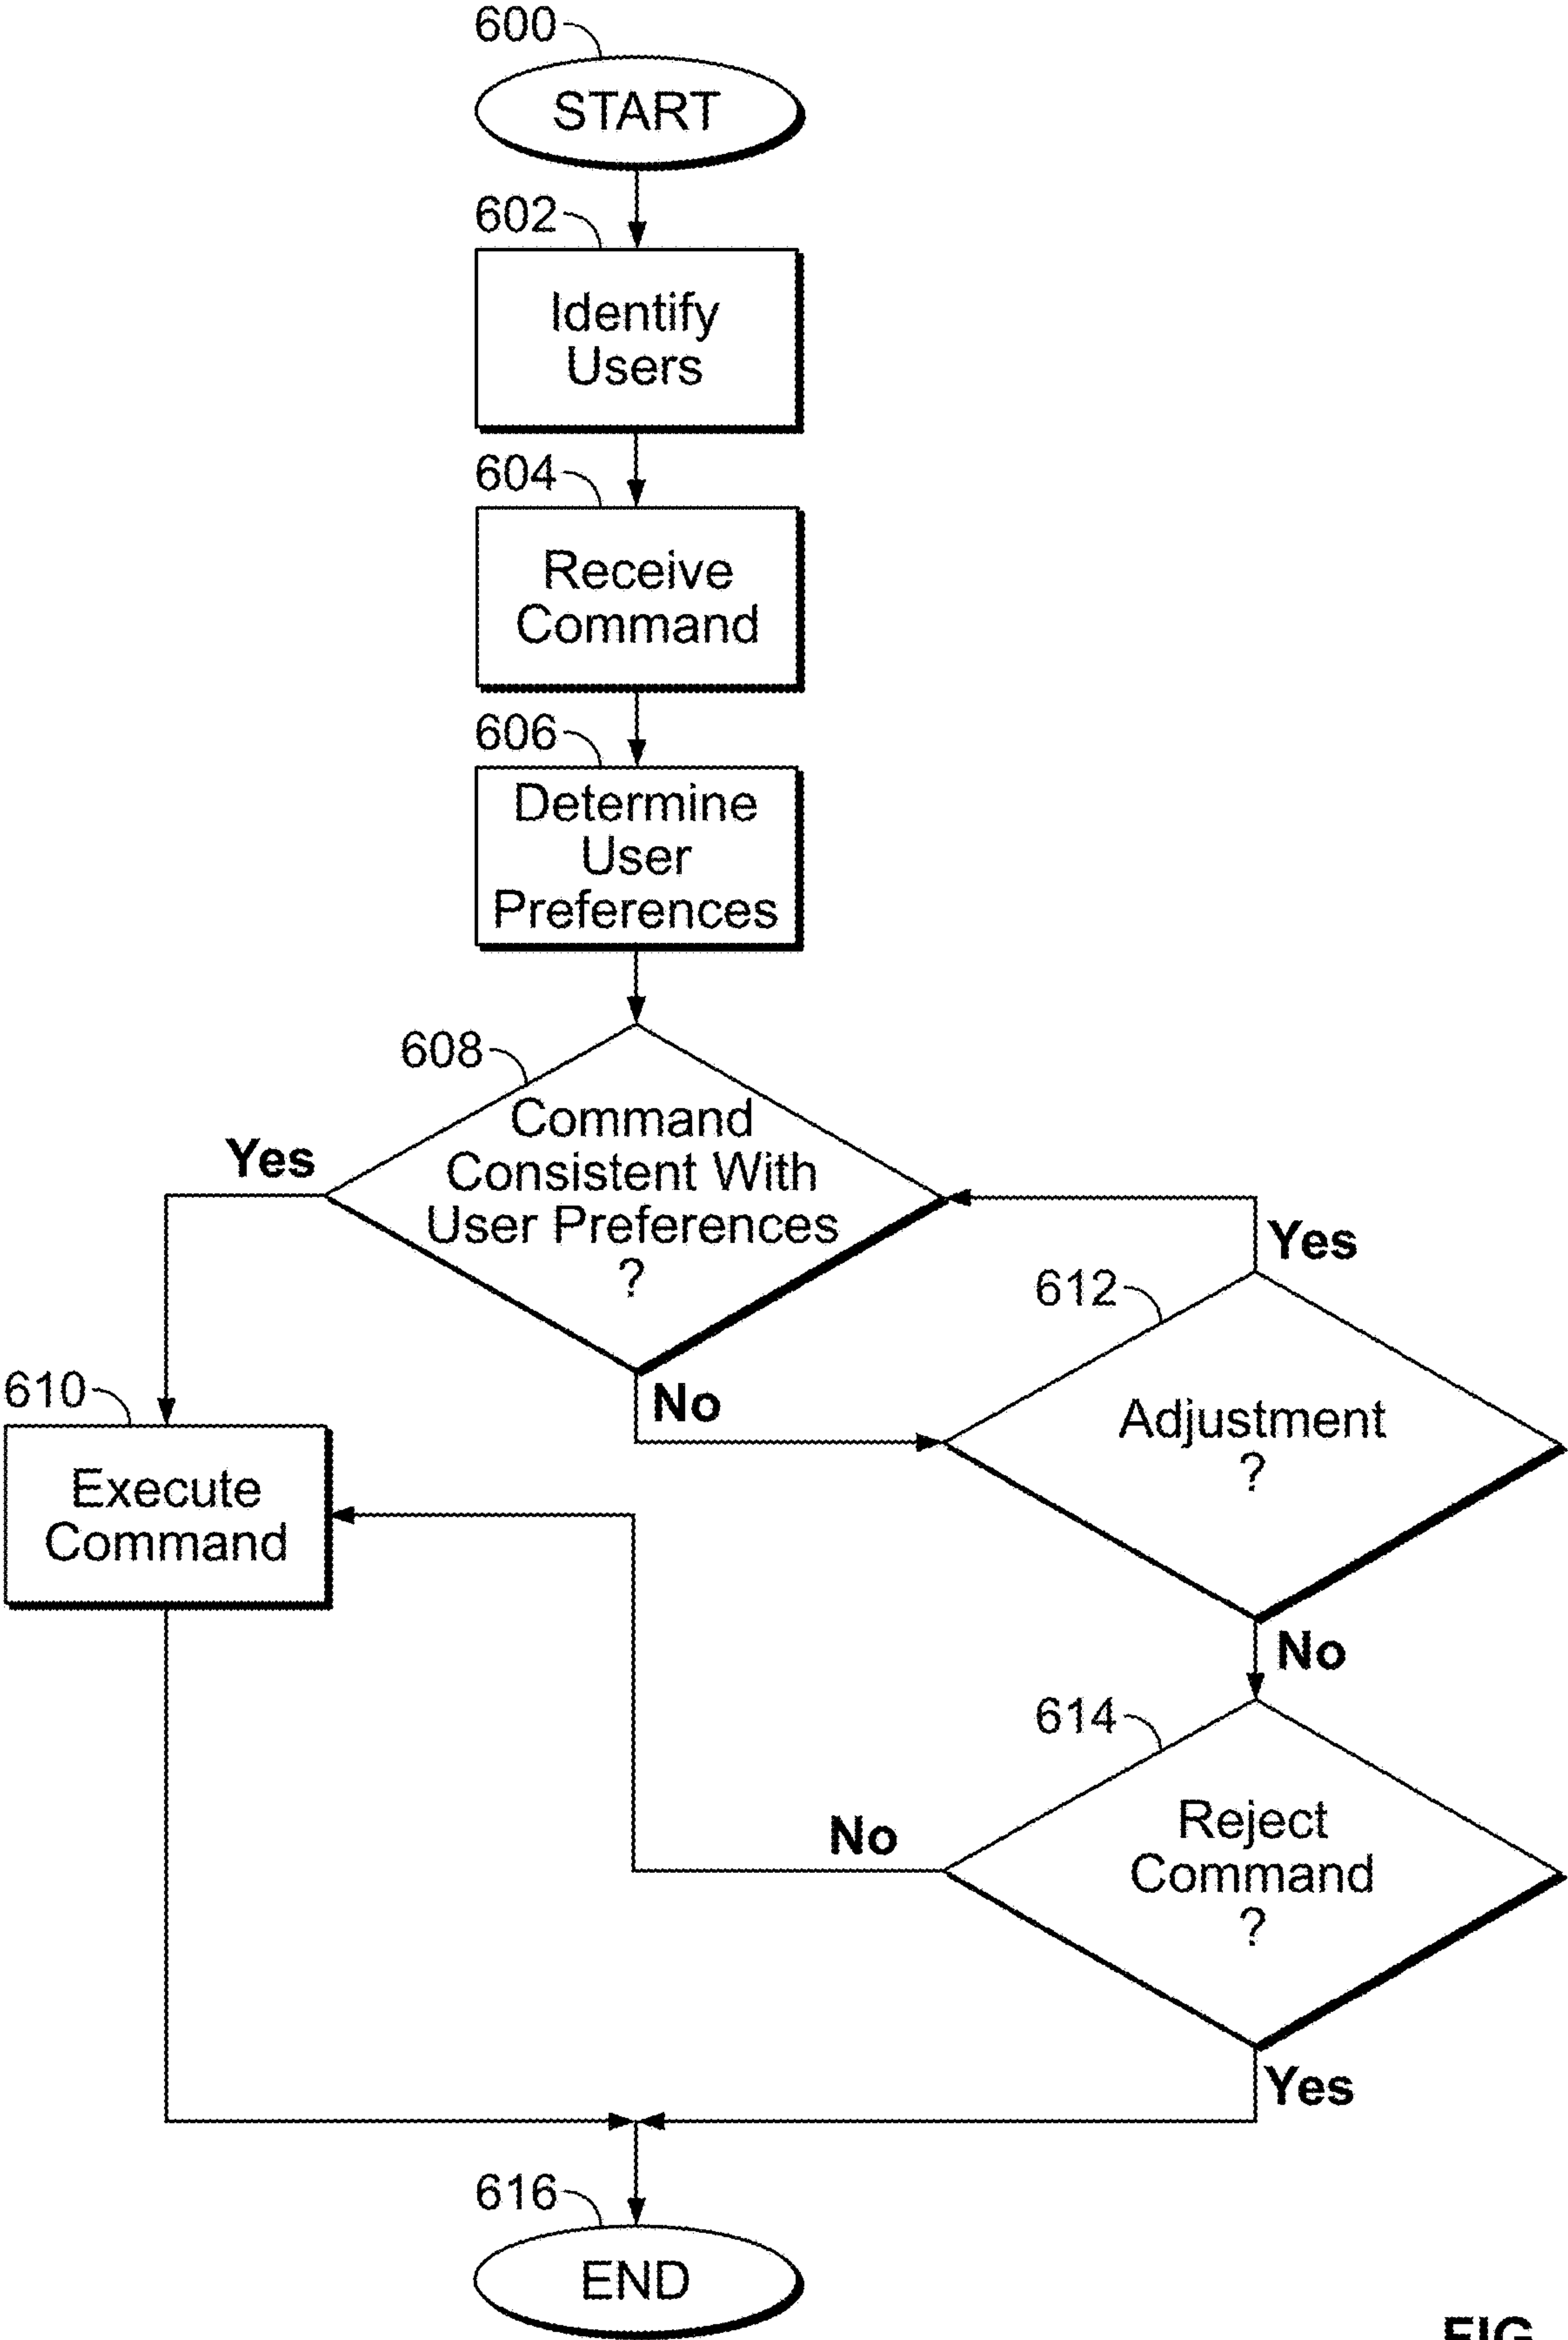 600
START
602
Identify
Users
604
Receive
Command
606
Determine
User
Preferences
608
Command
Consistent With
User Preferences
?
Yes
No
610
Execute
Command
612
Adjustment
?
Yes
No
614
Reject
Command
?
No
Yes
616
END
FIG